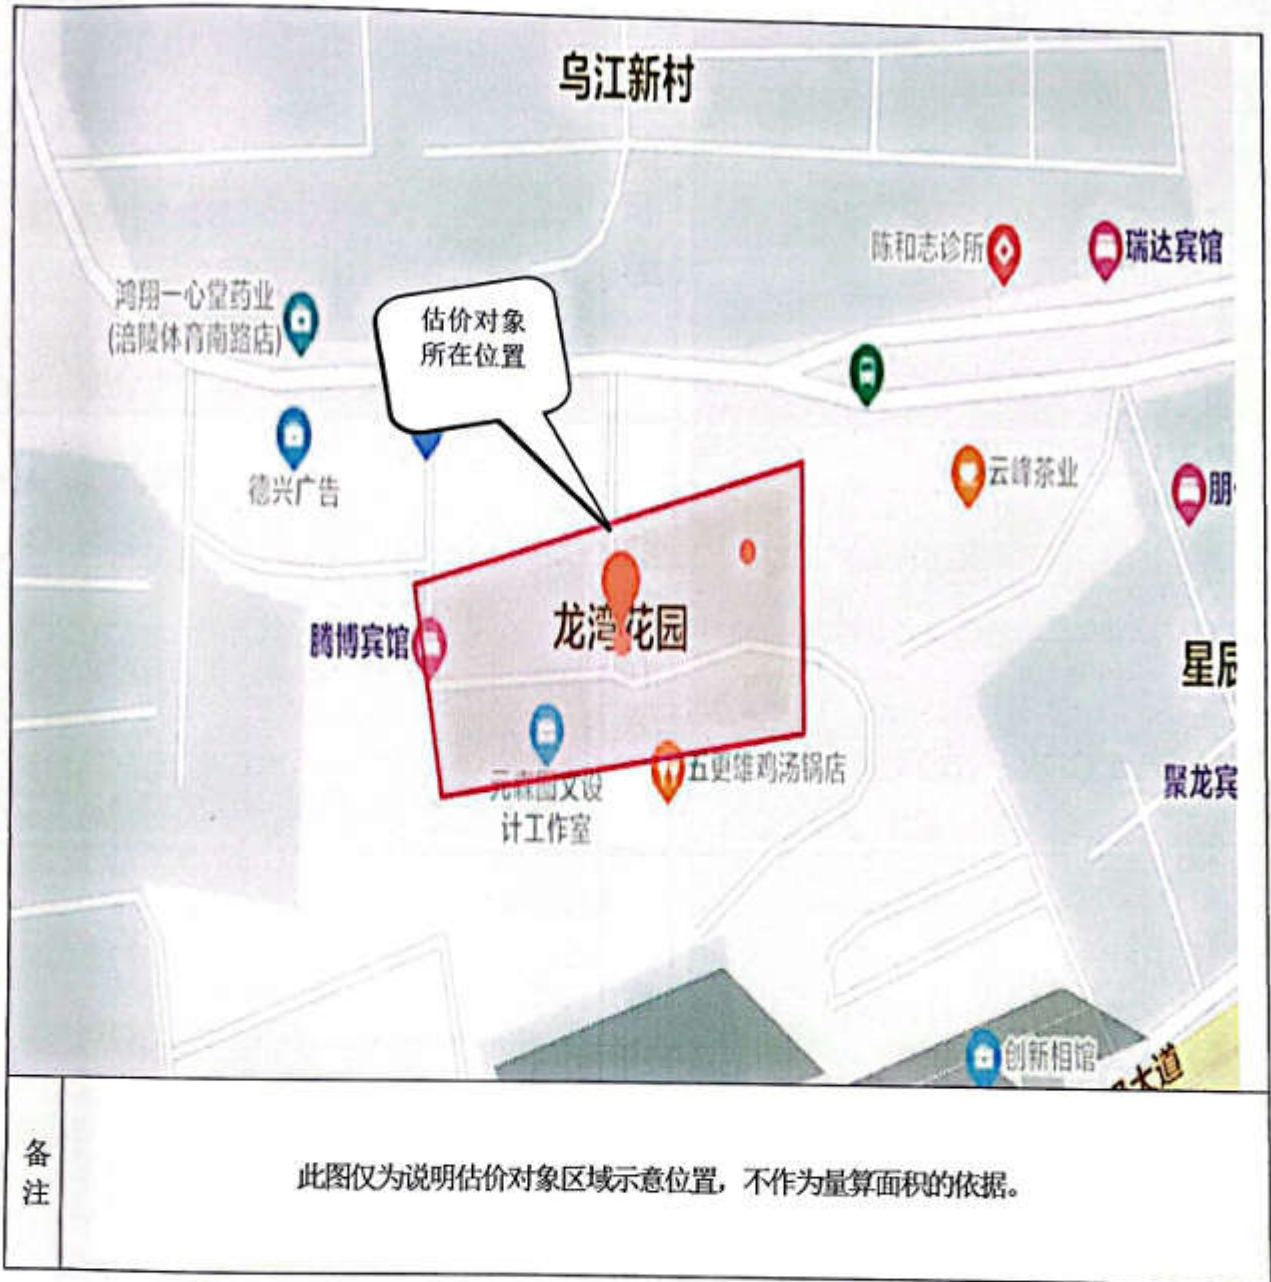 乌江新村
陈和志诊所
瑞达宾馆
鸿翔一心堂药业
(涪陵体育南路店)
估价对象
所在位置
德兴广告
云峰茶业
朋
腾博宾馆
龙湾花园
星辰
元森图文设
计工作室
五更雄鸡汤锅店
聚龙宾
创新相馆
大道
备
注
此图仅为说明估价对象区域示意位置，不作为量算面积的依据。